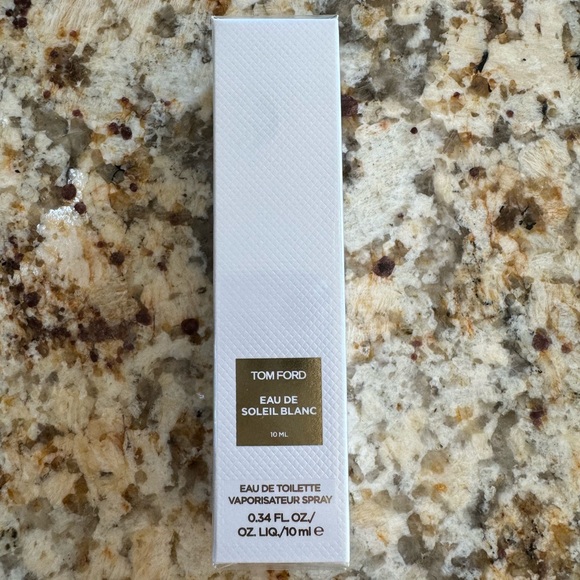 TOM FORD
EAU DE
SOLEIL BLANC
10 ML
EAU DE TOILETTE
VAPORISATEUR SPRAY
0.34 FL. OZ./
OZ. LIQ./10 ml ℮